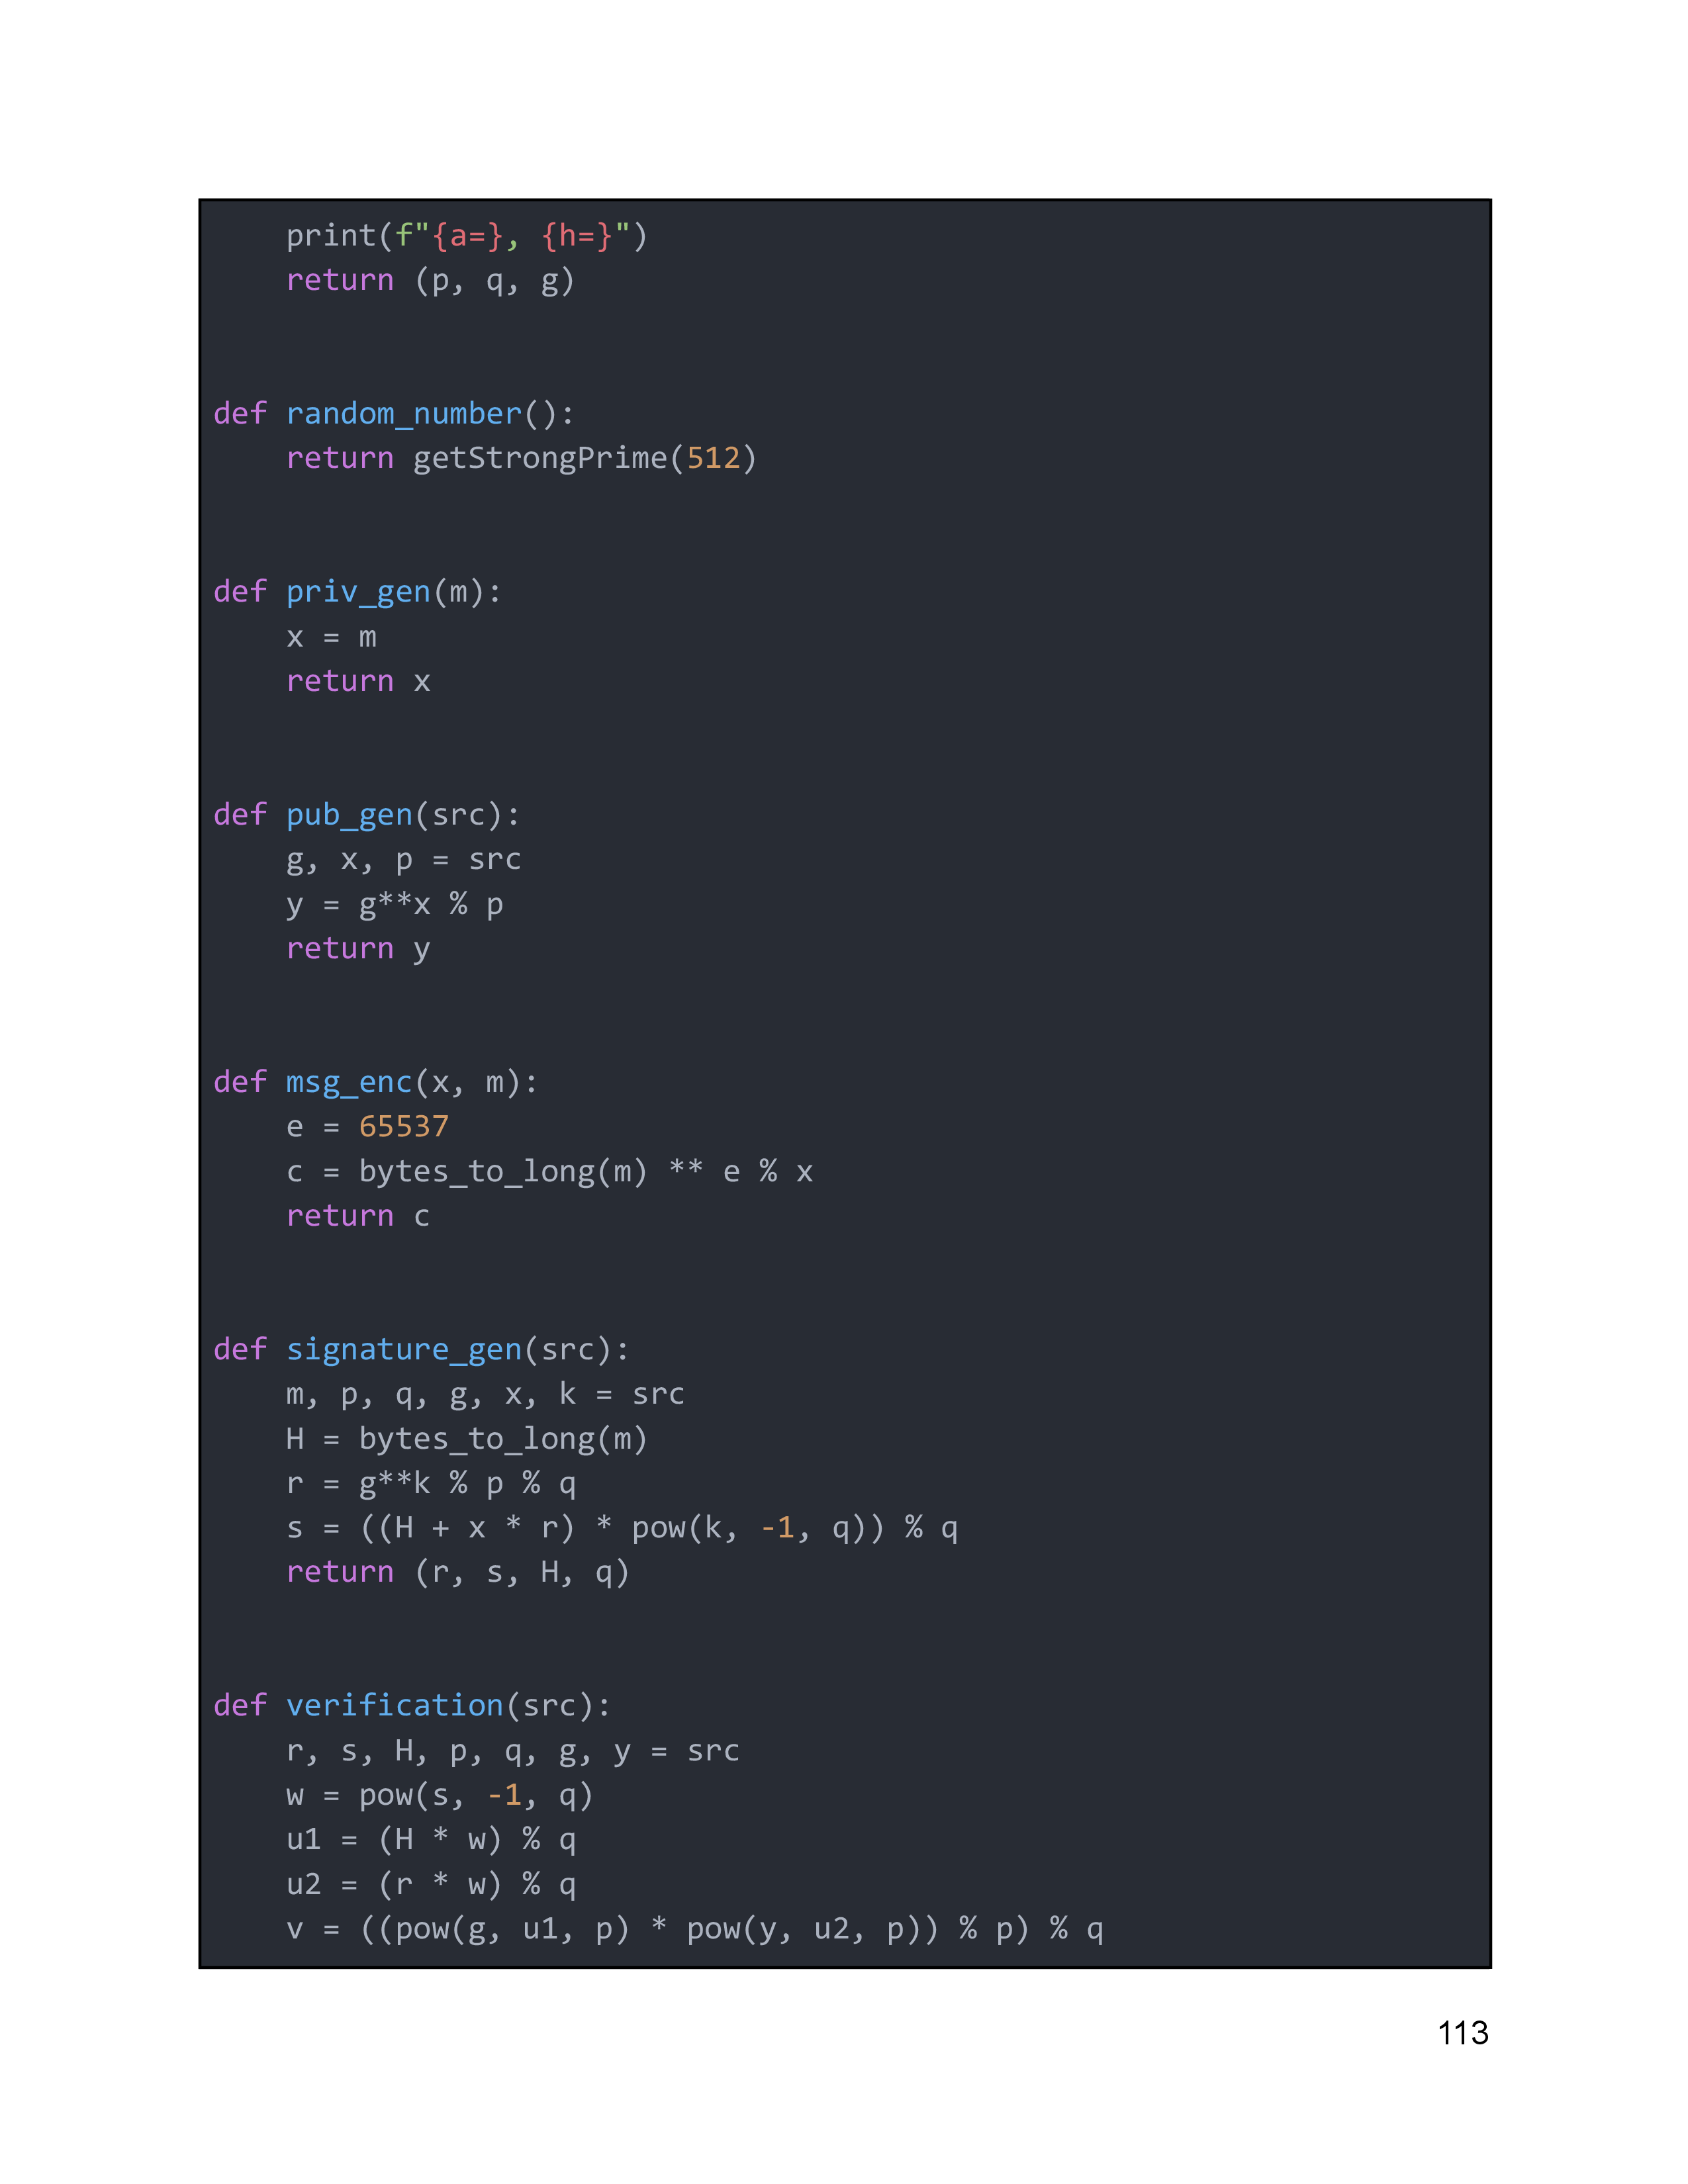 print(f"{a=}, {h=}")
    return (p, q, g)
def random_number():
    return getStrongPrime(512)
def priv_gen(m):
    x = m
    return x
def pub_gen(src):
    g, x, p = src
    y = g**x % p
    return y
def msg_enc(x, m):
    e = 65537
    c = bytes_to_long(m) ** e % x
    return c
def signature_gen(src):
    m, p, q, g, x, k = src
    H = bytes_to_long(m)
    r = g**k % p % q
    s = ((H + x * r) * pow(k, -1, q)) % q
    return (r, s, H, q)
def verification(src):
    r, s, H, p, q, g, y = src
    w = pow(s, -1, q)
    u1 = (H * w) % q
    u2 = (r * w) % q
    v = ((pow(g, u1, p) * pow(y, u2, p)) % p) % q
113